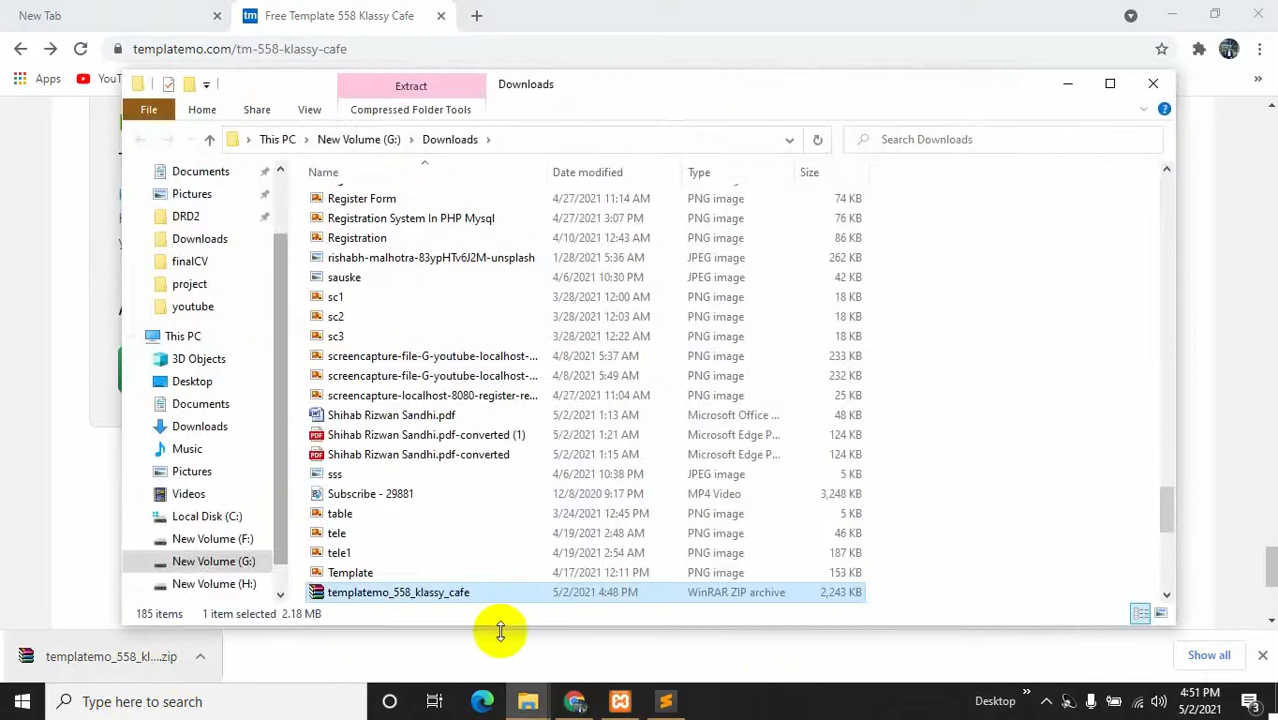 New Tab
Free Template 558 Klassy Cafe
templatemo.com/tm-558-klassy-cafe
Apps
Extract
Downloads
File
Home
Share
View
Compressed Folder Tools
This PC
New Volume (G:)
Downloads
Search Downloads
Name
Date modified
Type
Size
Documents
Pictures
DRD2
Downloads
finalCV
project
youtube
This PC
3D Objects
Desktop
Documents
Downloads
Music
Pictures
Videos
Local Disk (C:)
New Volume (F:)
New Volume (G:)
New Volume (H:)
Register Form 4/27/2021 11:14 AM PNG image 74 KB
Registration System In PHP Mysql 4/27/2021 3:07 PM PNG image 76 KB
Registration 4/10/2021 12:43 AM PNG image 86 KB
rishabh-malhotra-83ypHTv6J2M-unsplash 1/28/2021 5:36 AM JPEG image 262 KB
sauske 4/6/2021 10:30 PM PNG image 42 KB
sc1 3/28/2021 12:00 AM PNG image 18 KB
sc2 3/28/2021 12:03 AM PNG image 18 KB
sc3 3/28/2021 12:22 AM PNG image 18 KB
screencapture-file-G-youtube-localhost-... 4/8/2021 5:37 AM PNG image 233 KB
screencapture-file-G-youtube-localhost-... 4/8/2021 5:49 AM PNG image 232 KB
screencapture-localhost-8080-register-re... 4/27/2021 11:04 AM PNG image 25 KB
Shihab Rizwan Sandhi.pdf 5/2/2021 1:13 AM Microsoft Office ... 48 KB
Shihab Rizwan Sandhi.pdf-converted (1) 5/2/2021 1:21 AM Microsoft Edge P... 124 KB
Shihab Rizwan Sandhi.pdf-converted 5/2/2021 1:15 AM Microsoft Edge P... 124 KB
sss 4/6/2021 10:38 PM JPEG image 5 KB
Subscribe - 29881 12/8/2020 9:17 PM MP4 Video 3,248 KB
table 3/24/2021 12:45 PM PNG image 5 KB
tele 4/19/2021 2:48 AM PNG image 46 KB
tele1 4/19/2021 2:54 AM PNG image 187 KB
Template 4/17/2021 12:11 PM PNG image 153 KB
templatemo_558_klassy_cafe 5/2/2021 4:48 PM WinRAR ZIP archive 2,243 KB
185 items 1 item selected 2.18 MB
templatemo_558_kl....zip
Show all
Type here to search
Desktop
4:51 PM
5/2/2021
3